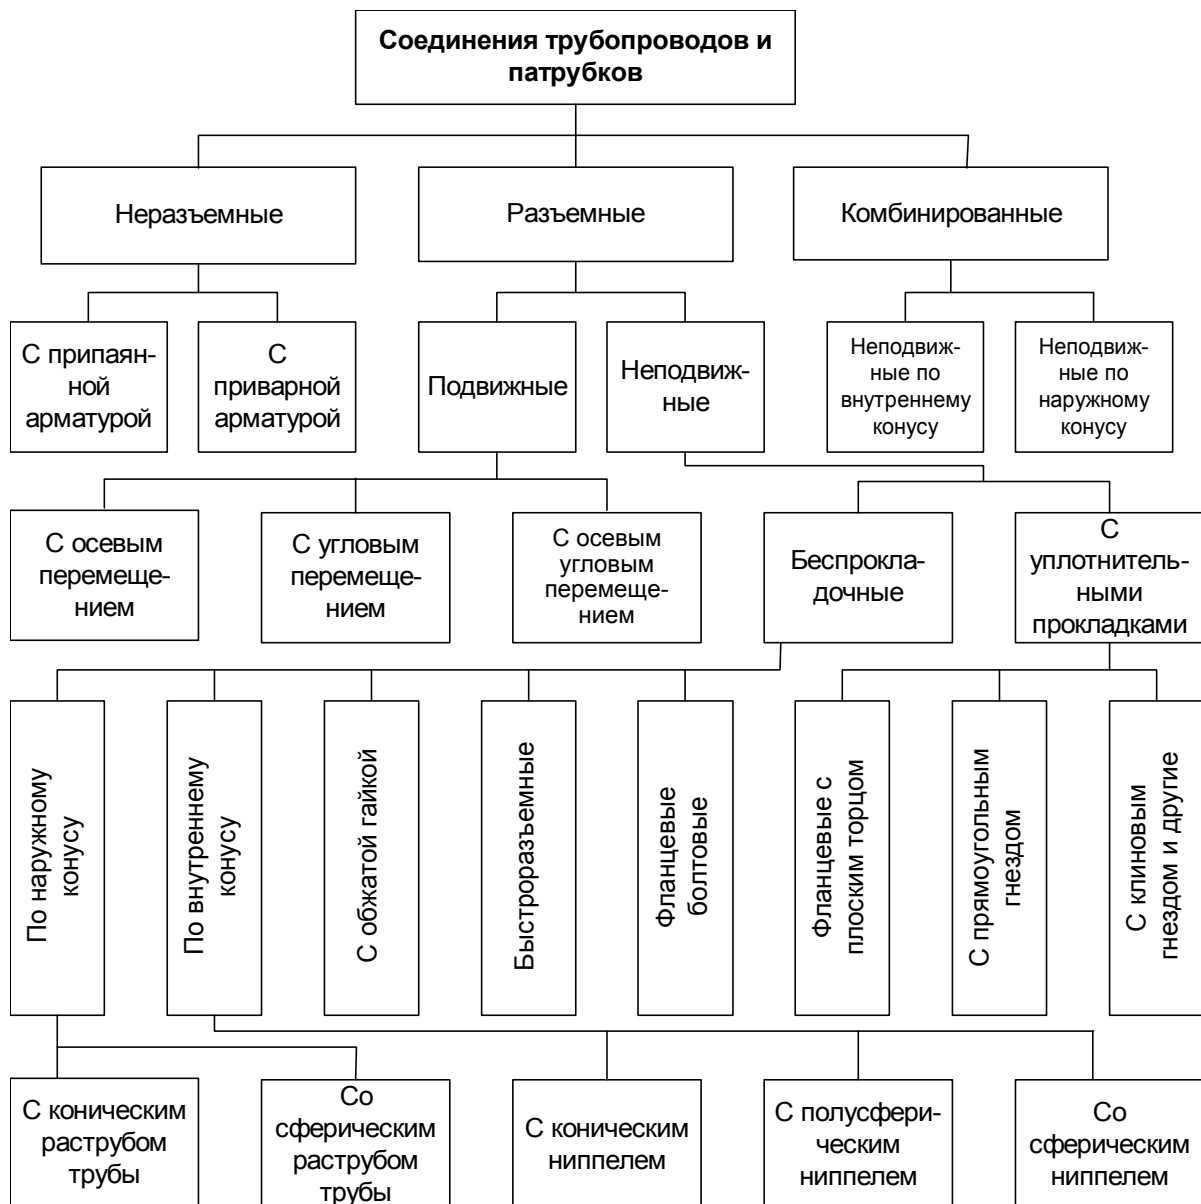 Соединения трубопроводов и
патрубков
Неразъемные
Разъемные
Комбинированные
С припаян-
ной
арматурой
С
приварной
арматурой
Подвижные
Неподвиж-
ные
Неподвиж-
ные по
внутреннему
конусу
Неподвиж-
ные по
наружному
конусу
С осевым
перемеще-
нием
С угловым
перемеще-
нием
С осевым
угловым
перемеще-
нием
Беспрокла-
дочные
С
уплотнитель-
ными
прокладками
По наружному
конусу
По внутреннему
конусу
С обжатой гайкой
Быстроразъемные
Фланцевые
болтовые
Фланцевые с
плоским торцом
С прямоугольным
гнездом
С клиновым
гнездом и другие
С коническим
раструбом
трубы
Со
сферическим
раструбом
трубы
С коническим
ниппелем
С полусфери-
ческим
ниппелем
Со
сферическим
ниппелем